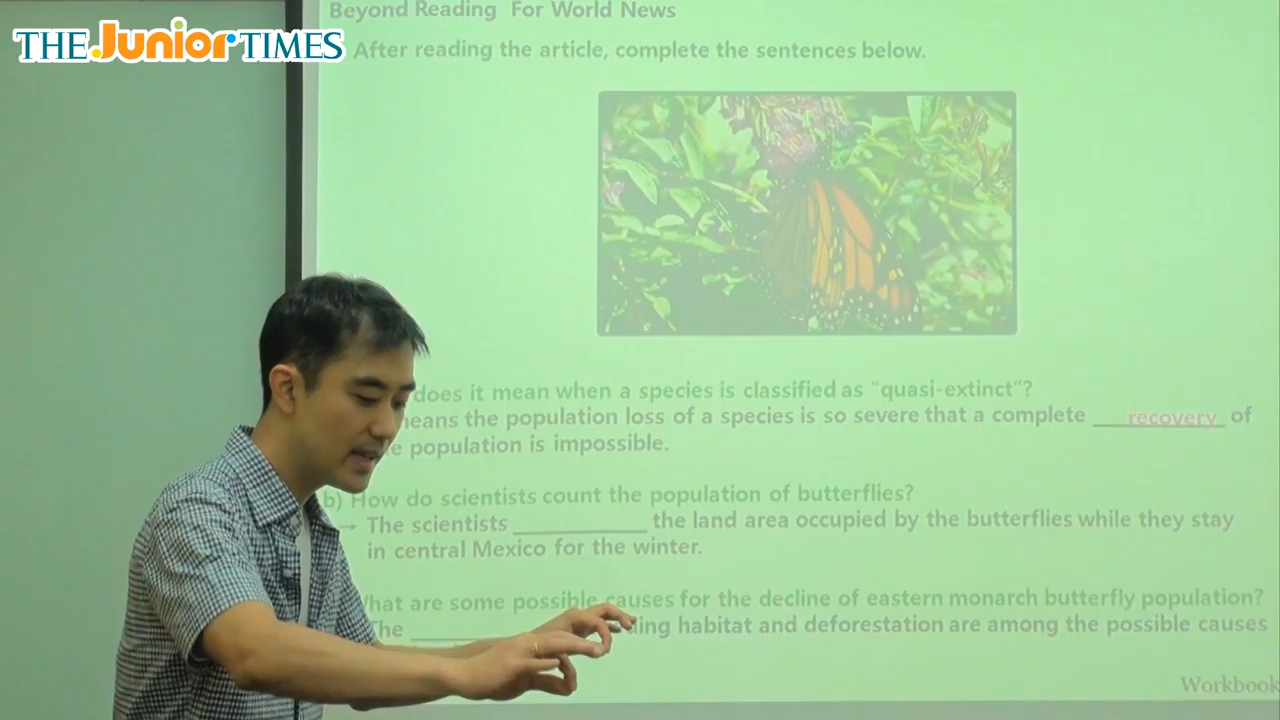 THE Junior TIMES
Beyond Reading For World News
After reading the article, complete the sentences below.
does it mean when a species is classified as “quasi-extinct”?
means the population loss of a species is so severe that a complete recovery of
population is impossible.
b) How do scientists count the population of butterflies?
→ The scientists ____________ the land area occupied by the butterflies while they stay
in central Mexico for the winter.
What are some possible causes for the decline of eastern monarch butterfly population?
The ____________ habitat and deforestation are among the possible causes
Workbook